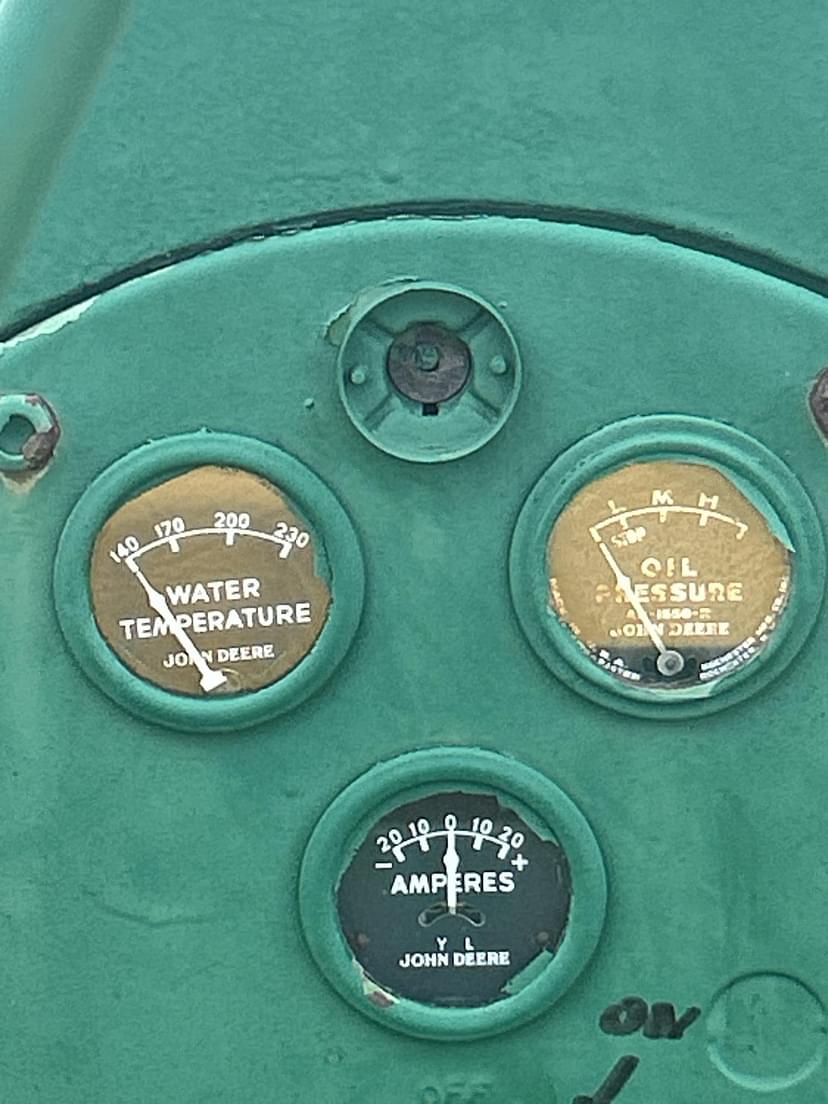 140 170 200 230
WATER
TEMPERATURE
JOHN DEERE
L M H
STOP
OIL
PRESSURE
JOHN DEERE
20 10 0 10 20
- +
AMPERES
Y L
JOHN DEERE
ON
OFF